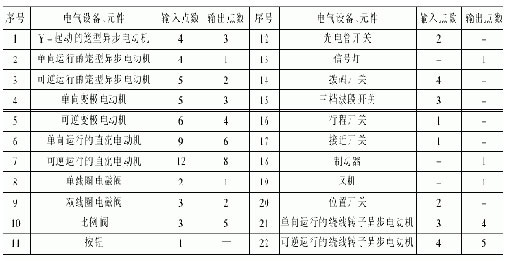 序号 电气设备、元件 输入点数 输出点数 序号 电气设备、元件 输入点数 输出点数
1 Y－起动的笼型异步电动机 4 3 12 光电管开关 2 -
2 单向运行的笼型异步电动机 4 1 13 信号灯 - 1
3 可逆运行的笼型异步电动机 5 2 14 拨码开关 4 -
4 单向变极电动机 5 3 15 三档波段开关 3 -
5 可逆变极电动机 6 4 16 行程开关 1 -
6 单向运行的直流电动机 9 6 17 接近开关 1 -
7 可逆运行的直流电动机 12 8 18 制动器 - 1
8 单线圈电磁阀 2 1 19 风机 - 1
9 双线圈电磁阀 3 2 20 位置开关 2 -
10 比例阀 3 5 21 单向运行的绕线转子异步电动机 3 4
11 按钮 1 — 22 可逆运行的绕线转子异步电动机 4 5